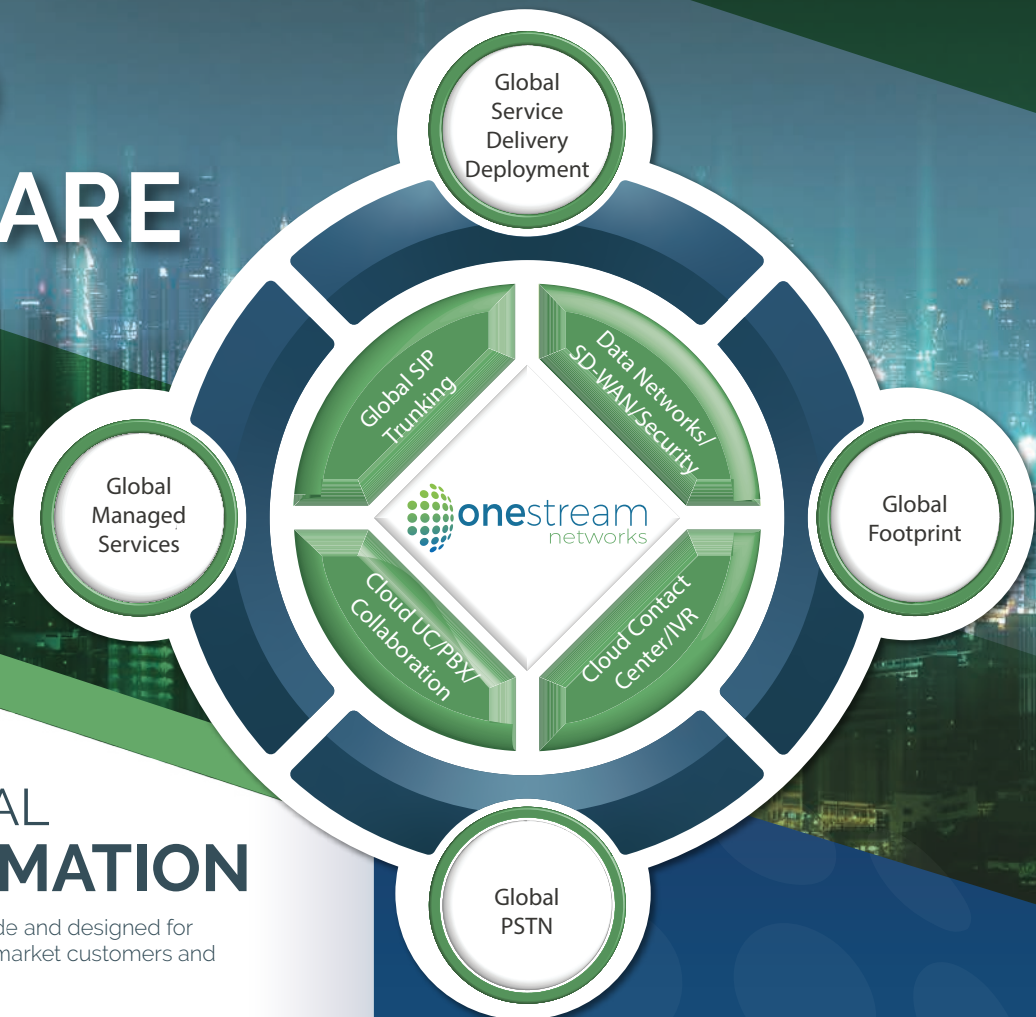 ARE
Global
Service
Delivery
Deployment
Global SIP
Trunking
Data Networks/
SD-WAN/Security
Global
Managed
Services
onestream
networks
Global
Footprint
Cloud UC/PBX/
Collaboration
Cloud Contact
Center/IVR
Global
PSTN
AL
MATION
de and designed for
market customers and